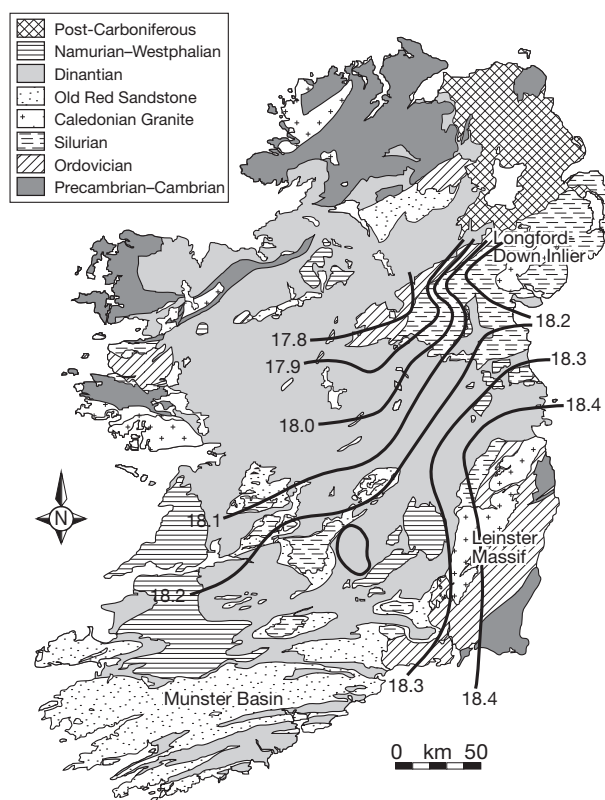 Post-Carboniferous
Namurian–Westphalian
Dinantian
Old Red Sandstone
Caledonian Granite
Silurian
Ordovician
Precambrian–Cambrian
Longford-
Down Inlier
18.2
17.8
18.3
17.9
18.4
18.0
18.1
N
Leinster
Massif
18.2
18.3
18.4
Munster Basin
0 km 50